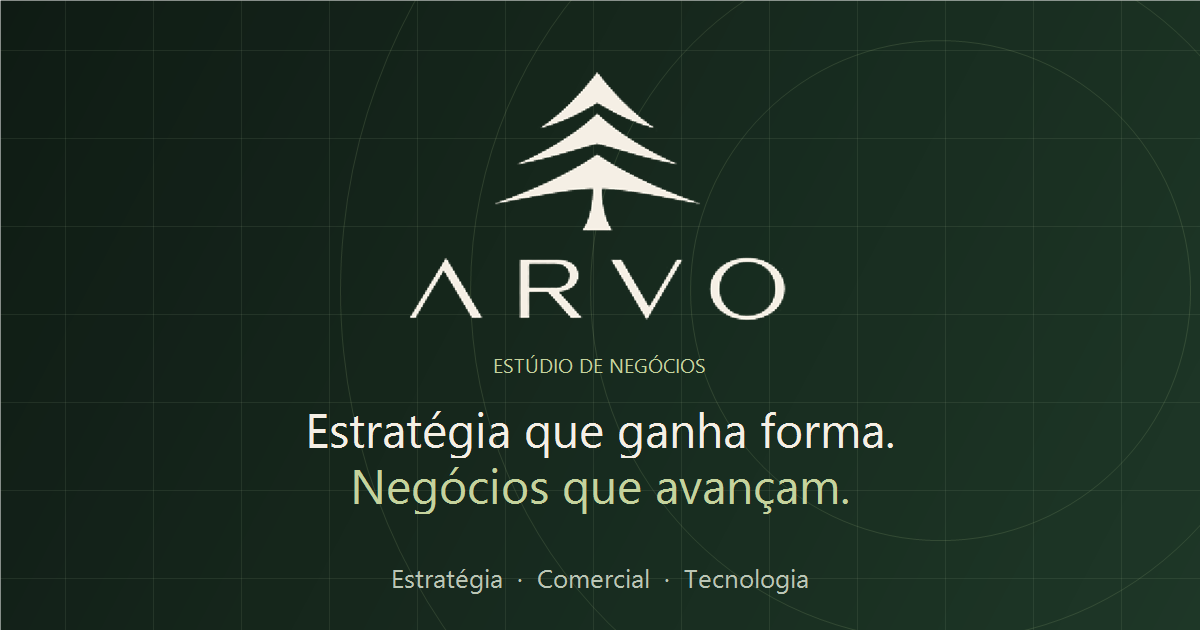 ARVO
ESTÚDIO DE NEGÓCIOS
Estratégia que ganha forma.
Negócios que avançam.
Estratégia · Comercial · Tecnologia